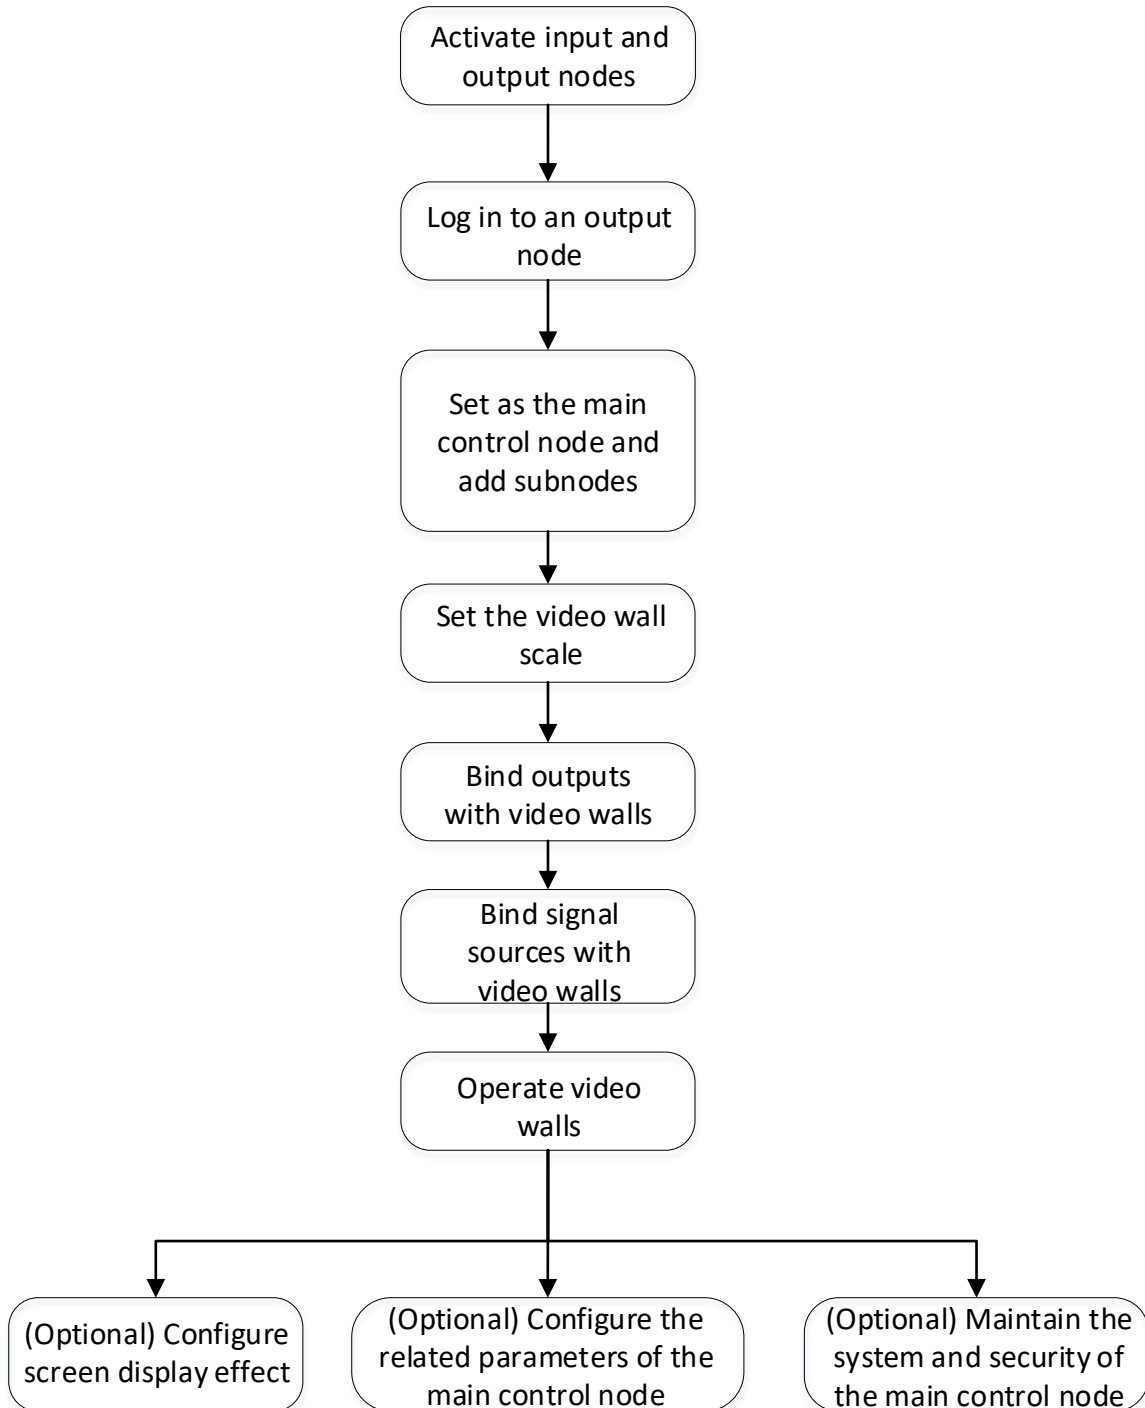 Activate input and
output nodes
Log in to an output
node
Set as the main
control node and
add subnodes
Set the video wall
scale
Bind outputs
with video walls
Bind signal
sources with
video walls
Operate video
walls
(Optional) Configure
screen display effect
(Optional) Configure the
related parameters of the
main control node
(Optional) Maintain the
system and security of
the main control node